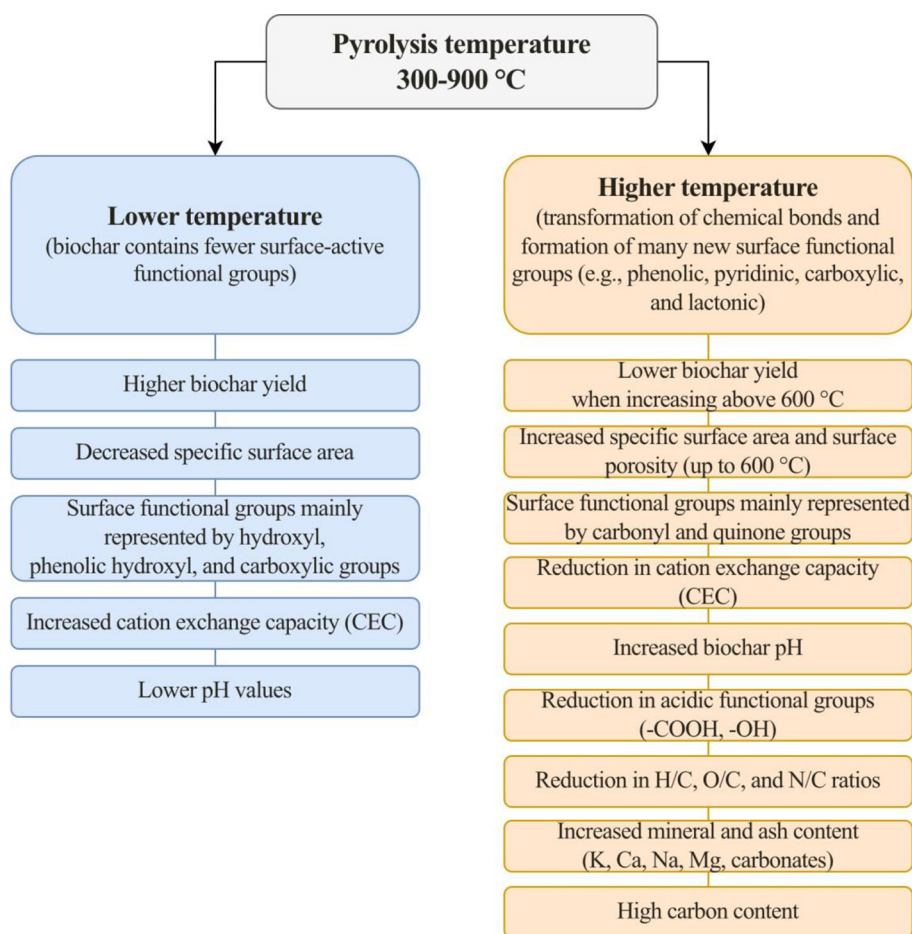 Pyrolysis temperature
300-900 °C
Lower temperature
(biochar contains fewer surface-active
functional groups)
Higher temperature
(transformation of chemical bonds and
formation of many new surface functional
groups (e.g., phenolic, pyridinic, carboxylic,
and lactonic)
Higher biochar yield
Decreased specific surface area
Surface functional groups mainly
represented by hydroxyl,
phenolic hydroxyl, and carboxylic groups
Increased cation exchange capacity (CEC)
Lower pH values
Lower biochar yield
when increasing above 600 °C
Increased specific surface area and surface
porosity (up to 600 °C)
Surface functional groups mainly represented
by carbonyl and quinone groups
Reduction in cation exchange capacity
(CEC)
Increased biochar pH
Reduction in acidic functional groups
(-COOH, -OH)
Reduction in H/C, O/C, and N/C ratios
Increased mineral and ash content
(K, Ca, Na, Mg, carbonates)
High carbon content